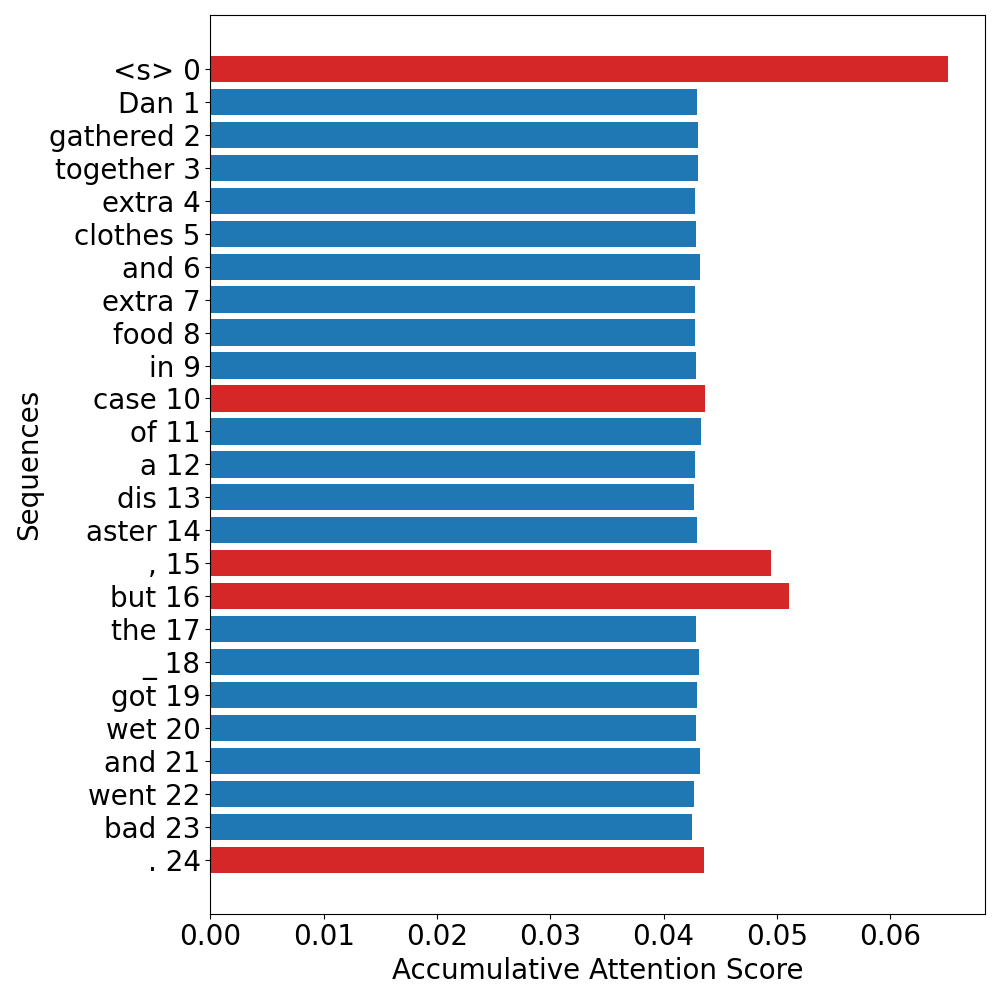 <s> 0
Dan 1
gathered 2
together 3
extra 4
clothes 5
and 6
extra 7
food 8
in 9
case 10
of 11
a 12
dis 13
aster 14
, 15
but 16
the 17
_ 18
got 19
wet 20
and 21
went 22
bad 23
. 24
Sequences
0.00 0.01 0.02 0.03 0.04 0.05 0.06
Accumulative Attention Score